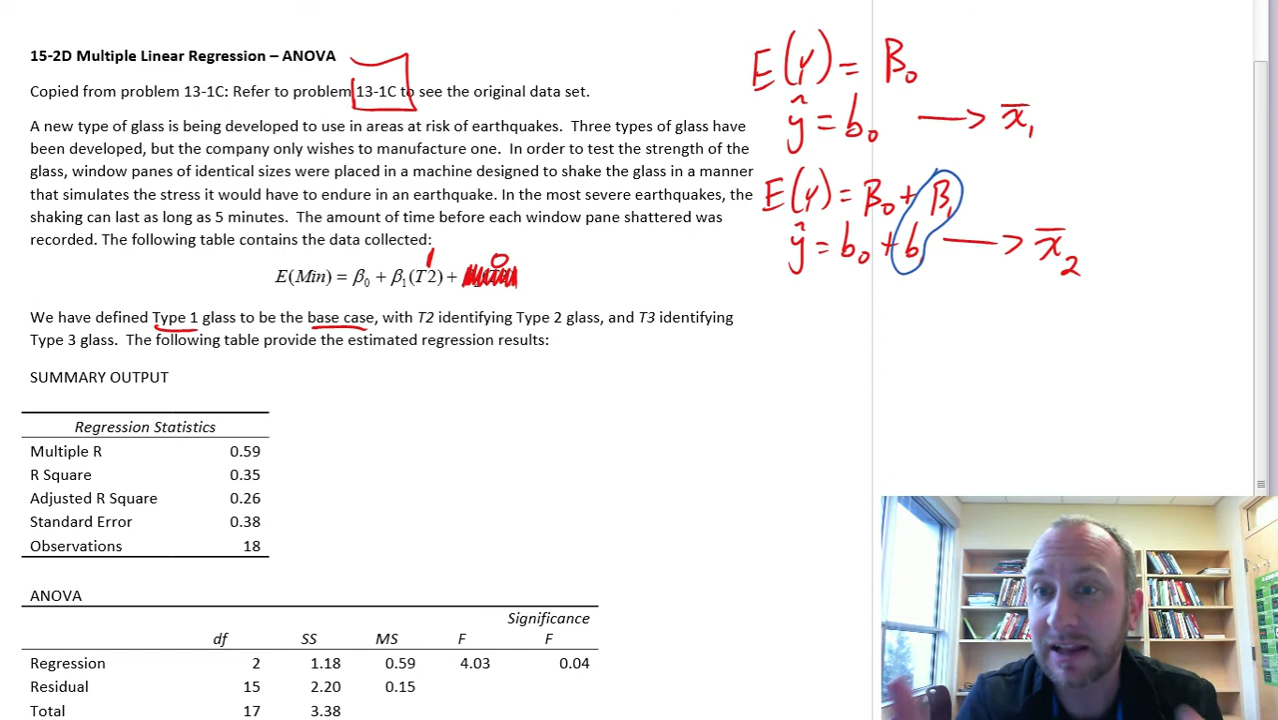 15-2D Multiple Linear Regression – ANOVA
Copied from problem 13-1C: Refer to problem 13-1C to see the original data set.
A new type of glass is being developed to use in areas at risk of earthquakes. Three types of glass have
been developed, but the company only wishes to manufacture one. In order to test the strength of the
glass, window panes of identical sizes were placed in a machine designed to shake the glass in a manner
that simulates the stress it would have to endure in an earthquake. In the most severe earthquakes, the
shaking can last as long as 5 minutes. The amount of time before each window pane shattered was
recorded. The following table contains the data collected:
1 0
E(Min) = β₀ + β₁(T2) +
We have defined Type 1 glass to be the base case, with T2 identifying Type 2 glass, and T3 identifying
Type 3 glass. The following table provide the estimated regression results:
SUMMARY OUTPUT
Regression Statistics
Multiple R 0.59
R Square 0.35
Adjusted R Square 0.26
Standard Error 0.38
Observations 18
ANOVA
Significance
df SS MS F F
Regression 2 1.18 0.59 4.03 0.04
Residual 15 2.20 0.15
Total 17 3.38
E(Y) = B₀
ŷ = b₀ —> x̄₁
E(Y) = B₀ + B₁
ŷ = b₀ + b₁ —> x̄₂